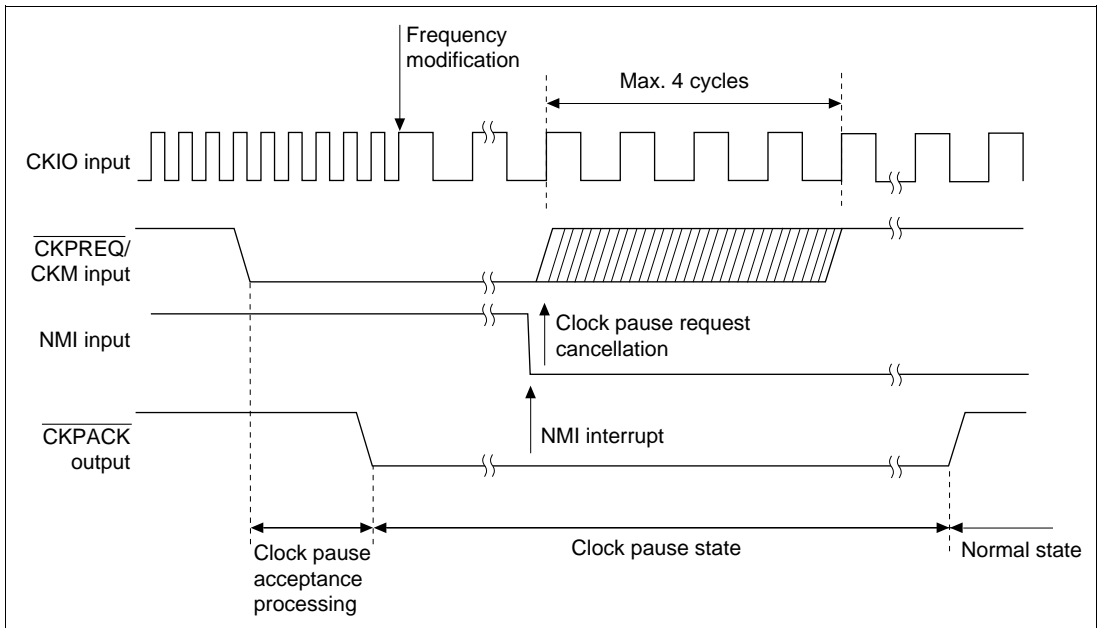 Frequency
modification
Max. 4 cycles
CKIO input
CKPREQ/
CKM input
NMI input
Clock pause request
cancellation
NMI interrupt
CKPACK
output
Clock pause
acceptance
processing
Clock pause state
Normal state